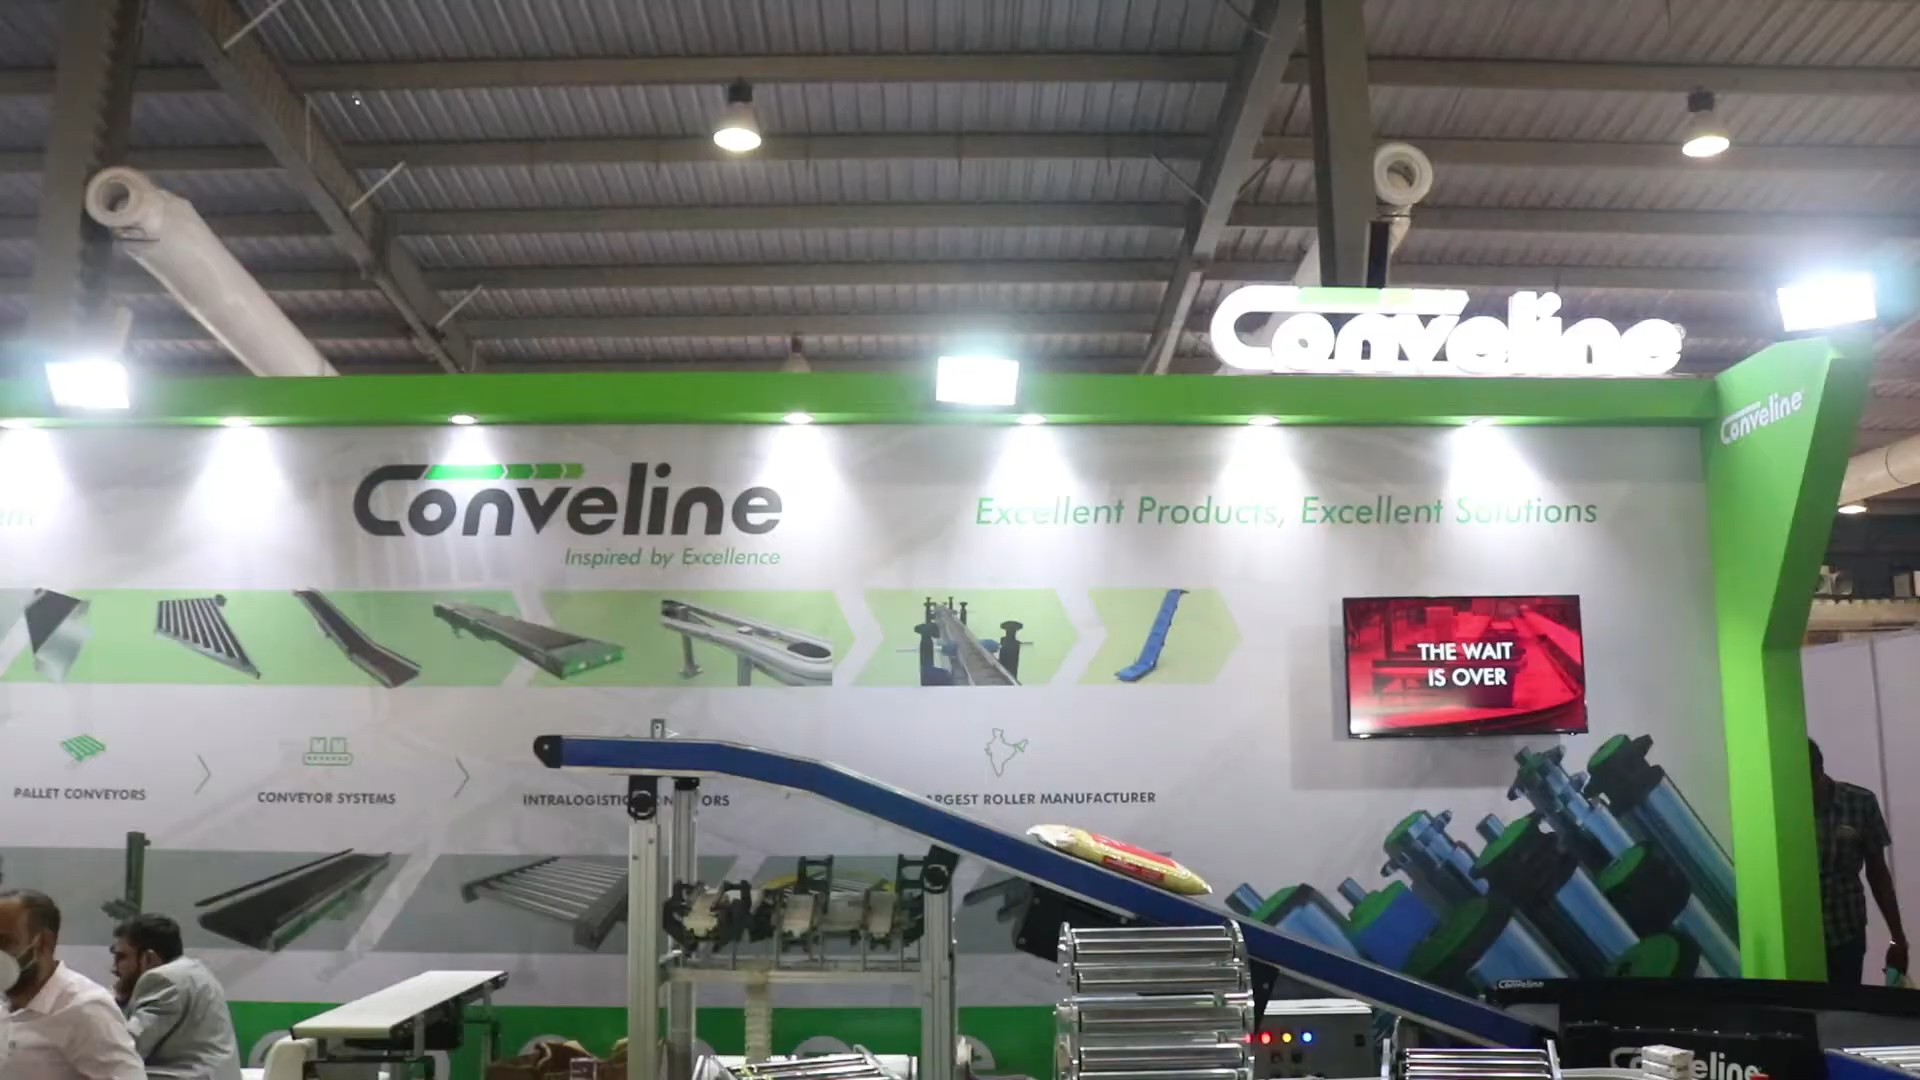 Conveline
Conveline
Conveline
Inspired by Excellence
Excellent Products, Excellent Solutions
THE WAIT
IS OVER
PALLET CONVEYORS
CONVEYOR SYSTEMS
ROLLER MANUFACTURER
Conveline